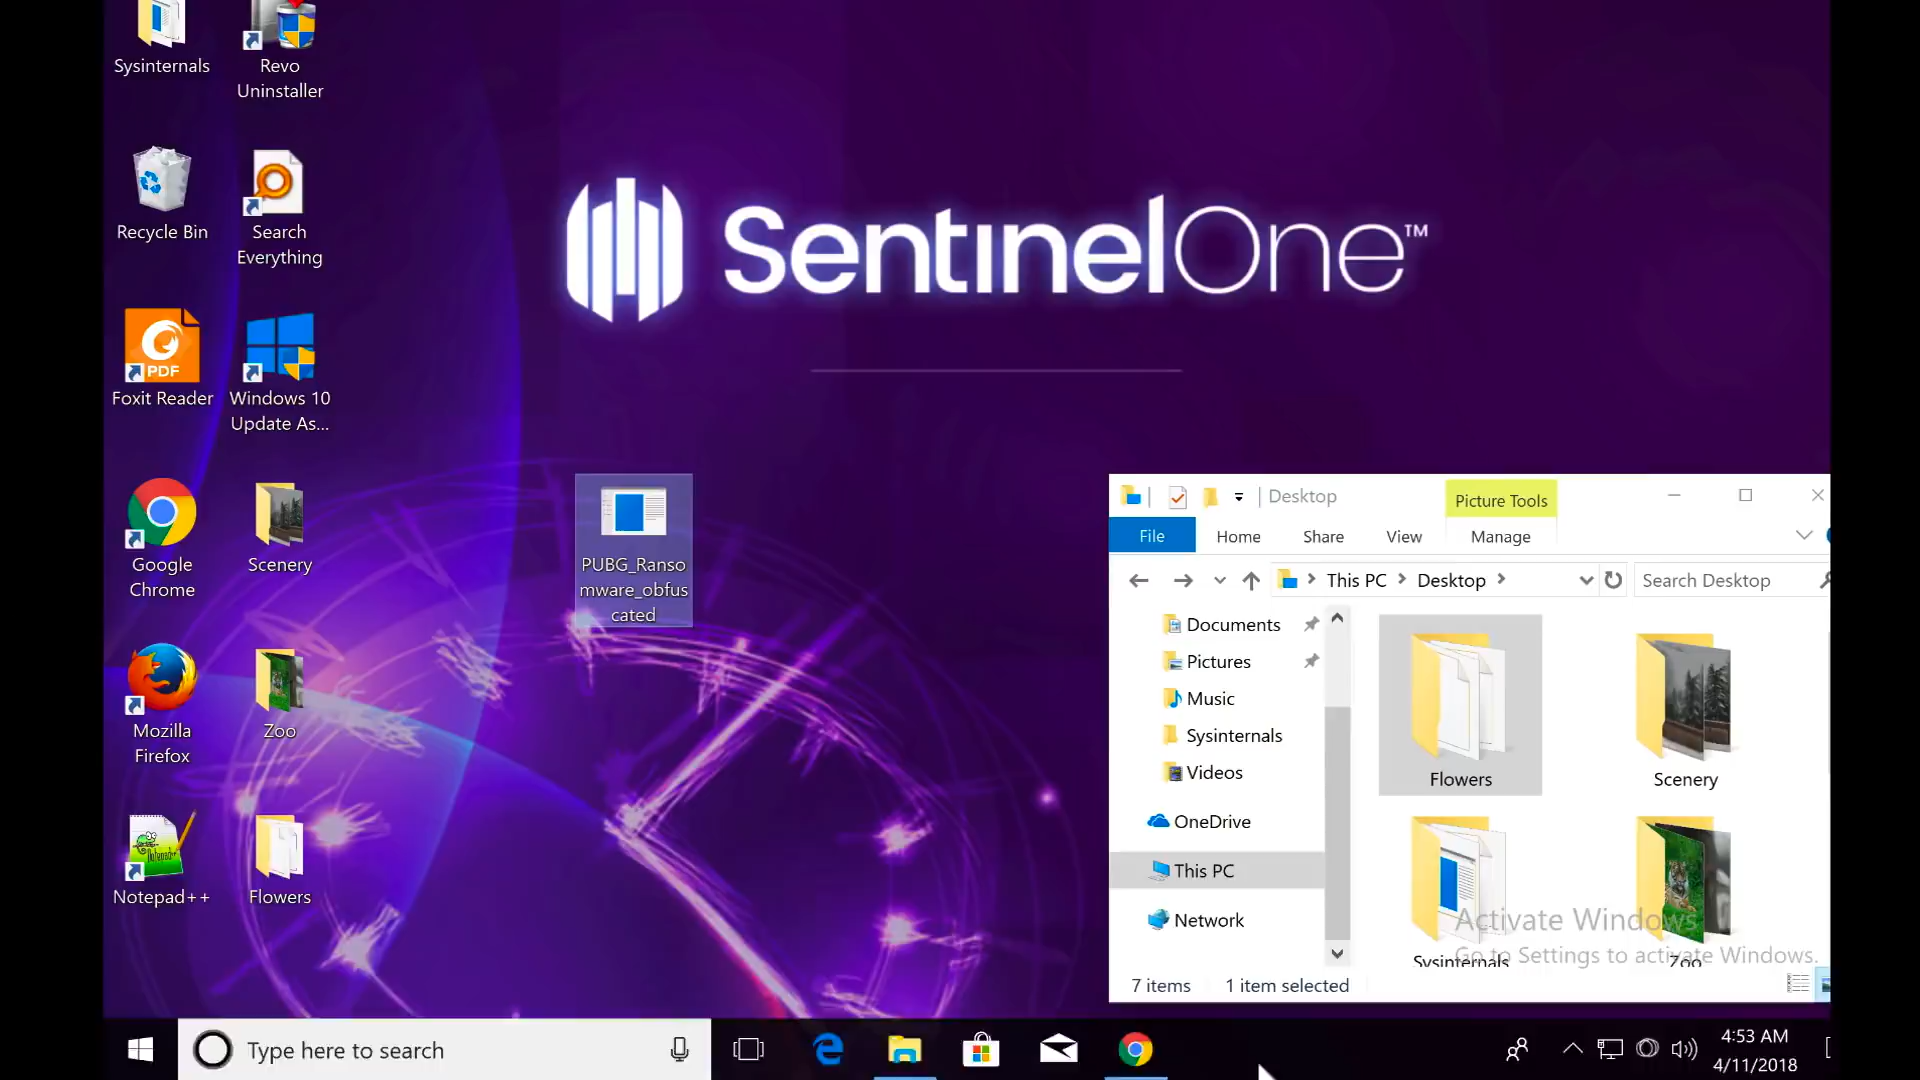 Sysinternals
Revo
Uninstaller
Recycle Bin
Search
Everything
PDF
Foxit Reader
Windows 10
Update As...
Google
Chrome
Scenery
Mozilla
Firefox
Zoo
Notepad++
Flowers
SentinelOne™
PUBG_Ranso
mware_obfus
cated
Desktop
Picture Tools
File
Home
Share
View
Manage
This PC
Desktop
Search Desktop
Documents
Pictures
Music
Sysinternals
Videos
OneDrive
This PC
Network
Flowers
Scenery
Sysinternals
Zoo
Activate Windows
Go to Settings to activate Windows.
7 items
1 item selected
Type here to search
4:53 AM
4/11/2018